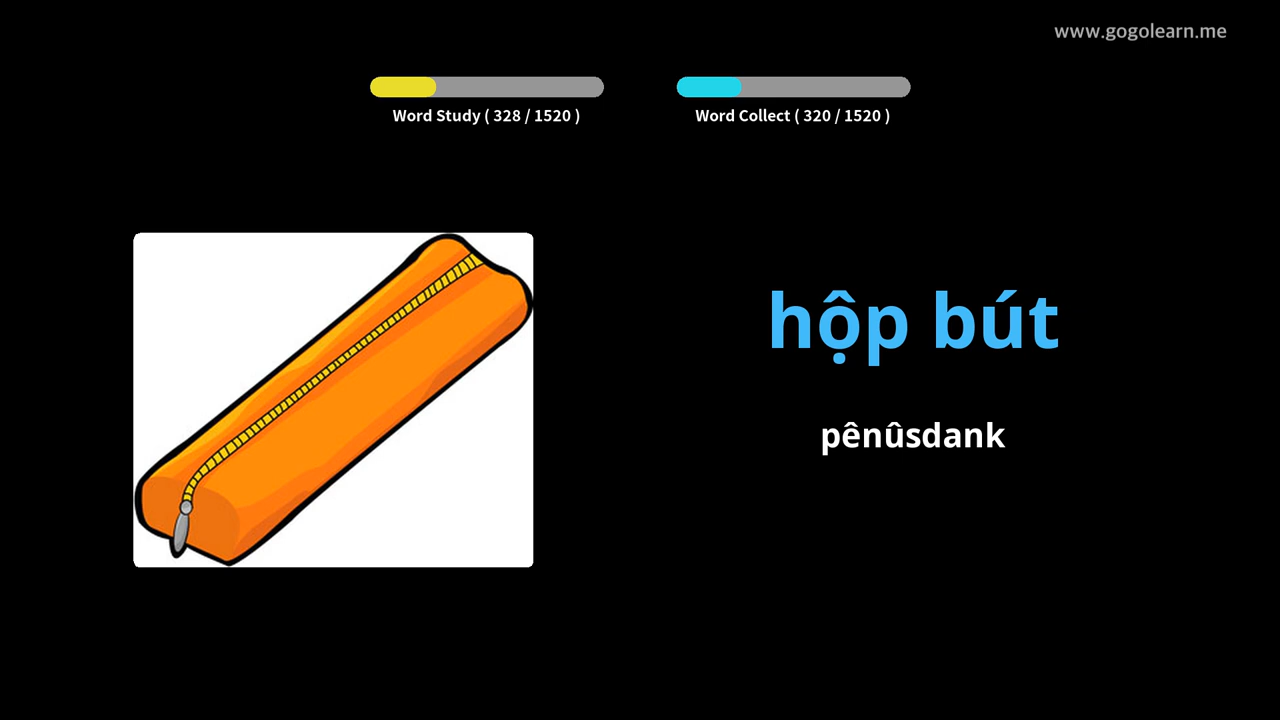 www.gogolearn.me
Word Study ( 328 / 1520 )
Word Collect ( 320 / 1520 )
hộp bút
pênûsdank